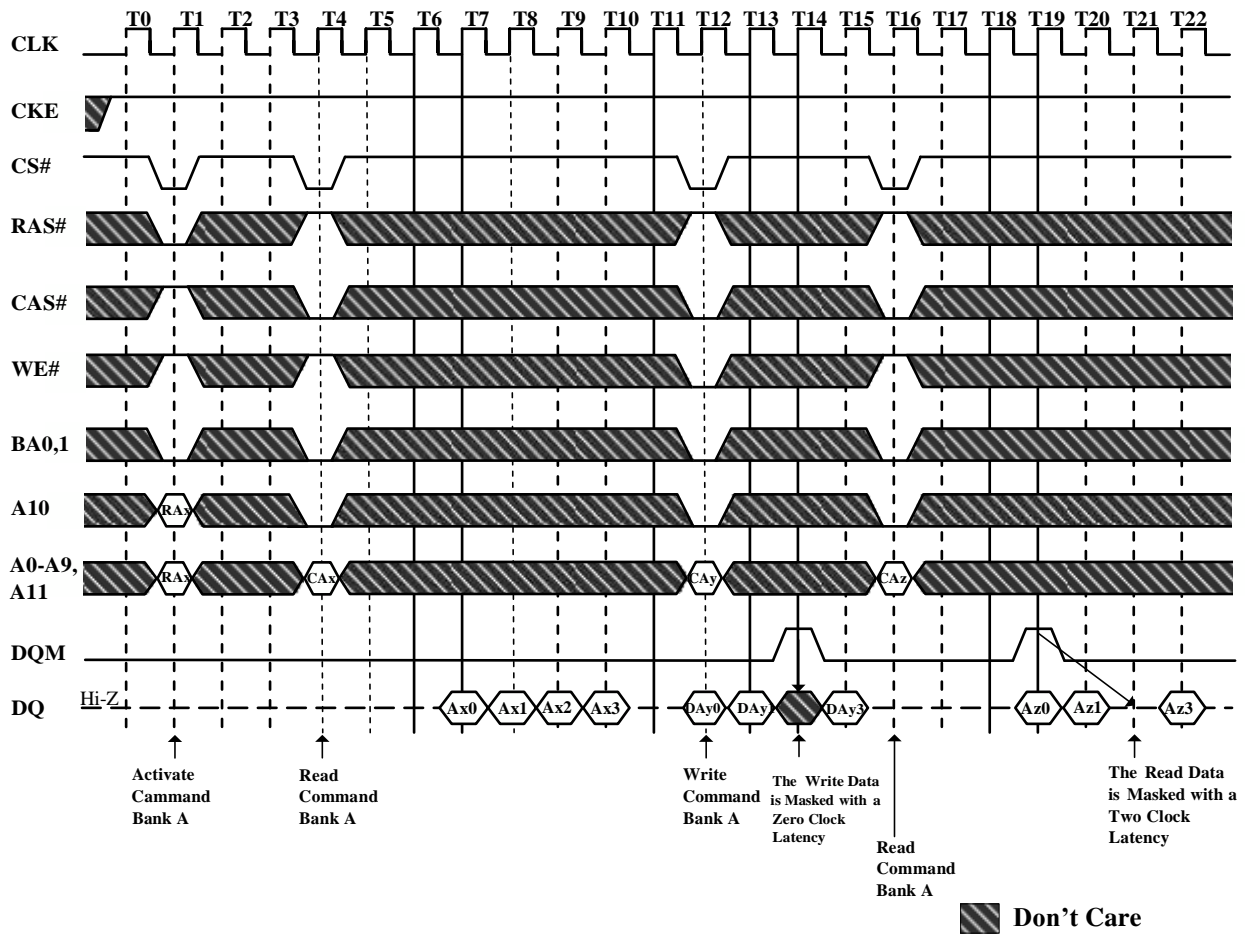 T0 T1 T2 T3 T4 T5 T6 T7 T8 T9 T10 T11 T12 T13 T14 T15 T16 T17 T18 T19 T20 T21 T22
CLK
CKE
CS#
RAS#
CAS#
WE#
BA0,1
A10
RAx
A0-A9,
A11
RAx CAx CAy CAz
DQM
DQ
Hi-Z
Ax0 Ax1 Ax2 Ax3 DAy0 DAy1 DAy3 Az0 Az1 Az3
Activate
Cammand
Bank A
Read
Command
Bank A
Write
Command
Bank A
The Write Data
is Masked with a
Zero Clock
Latency
Read
Command
Bank A
The Read Data
is Masked with a
Two Clock
Latency
Don't Care